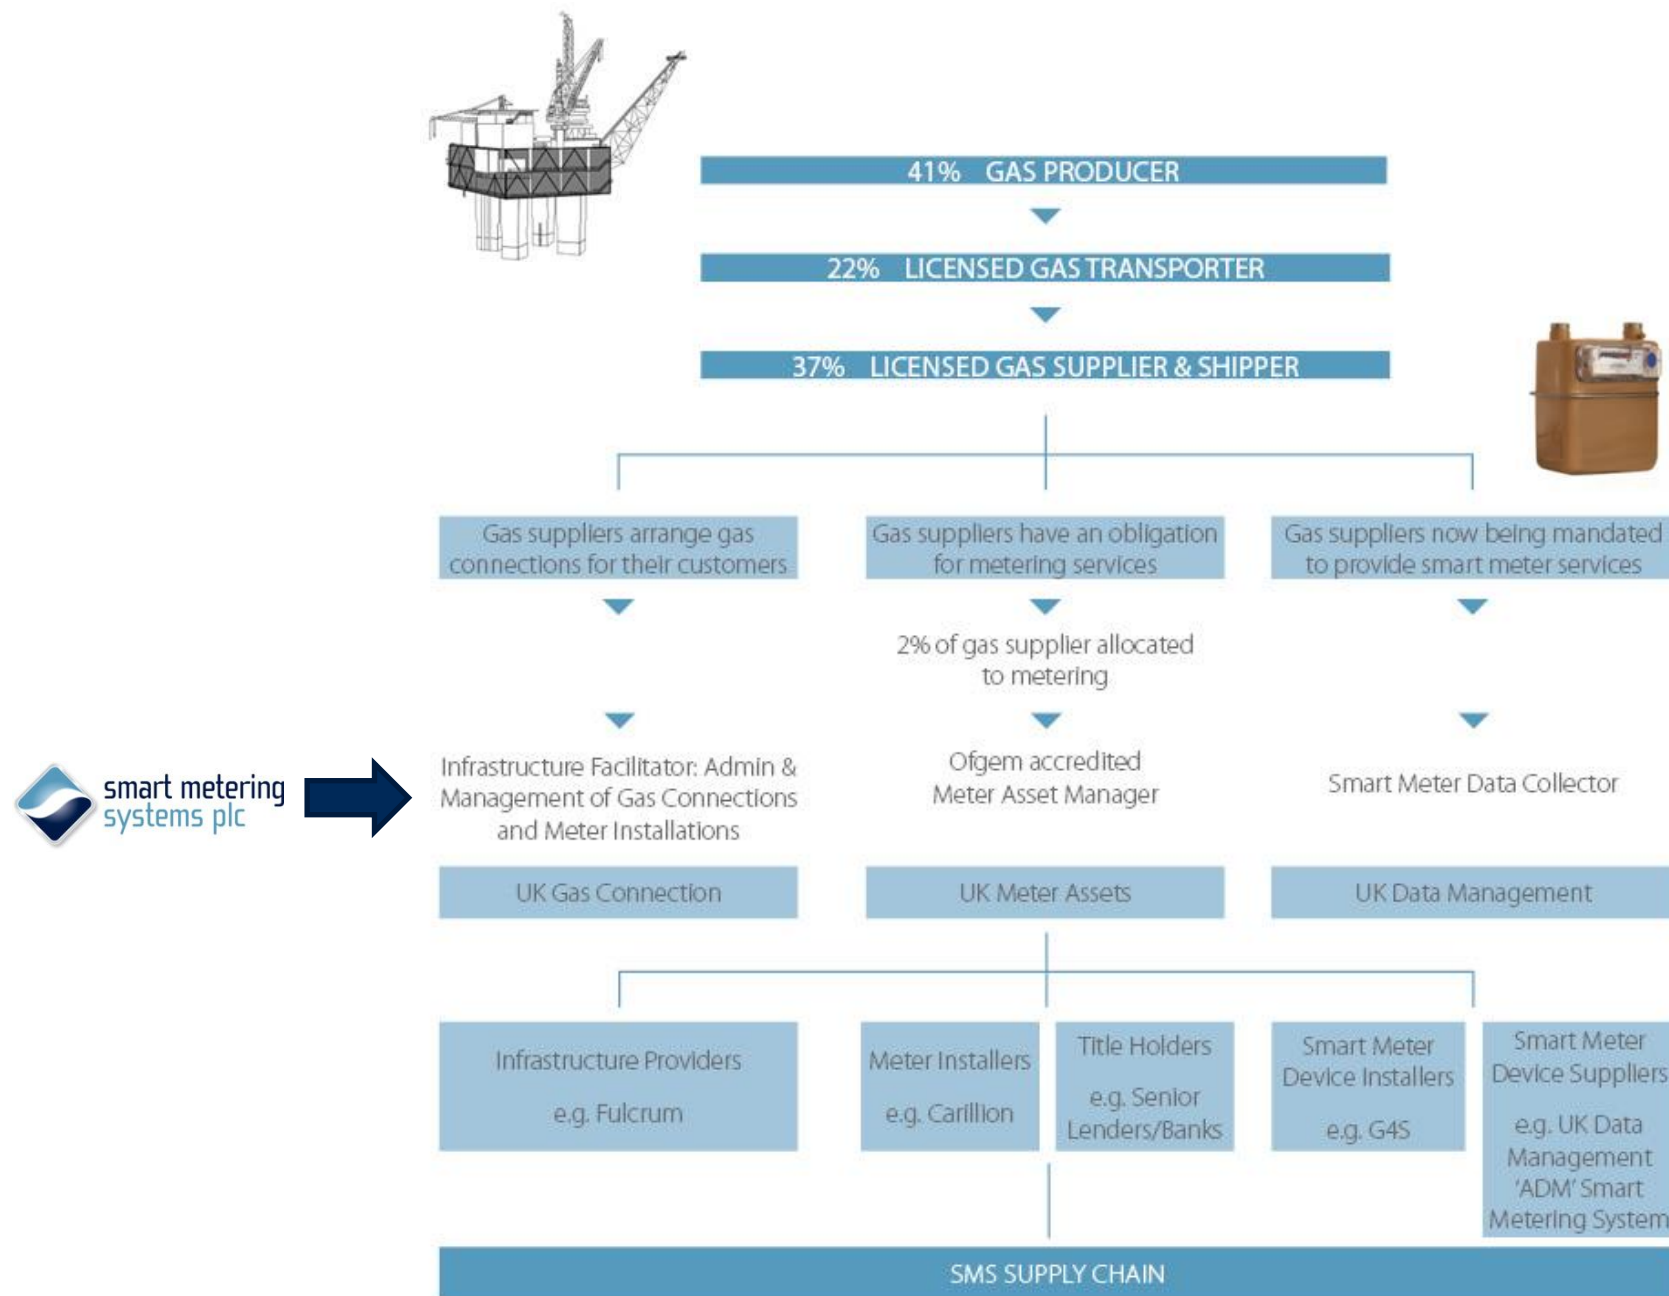 41% GAS PRODUCER
22% LICENSED GAS TRANSPORTER
37% LICENSED GAS SUPPLIER & SHIPPER
Gas suppliers arrange gas
connections for their customers
Gas suppliers have an obligation
for metering services
Gas suppliers now being mandated
to provide smart meter services
2% of gas supplier allocated
to metering
smart metering
systems plc
Infrastructure Facilitator: Admin &
Management of Gas Connections
and Meter Installations
Ofgem accredited
Meter Asset Manager
Smart Meter Data Collector
UK Gas Connection
UK Meter Assets
UK Data Management
Infrastructure Providers
e.g. Fulcrum
Meter Installers
e.g. Carillion
Title Holders
e.g. Senior
Lenders/Banks
Smart Meter
Device Installers
e.g. G4S
Smart Meter
Device Suppliers
e.g. UK Data
Management
'ADM' Smart
Metering System
SMS SUPPLY CHAIN